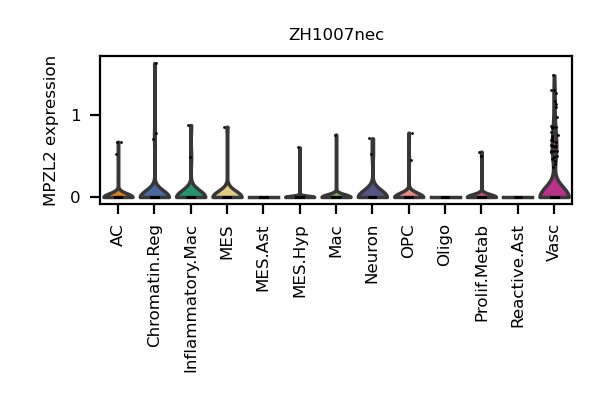 ZH1007nec
MPZL2 expression
1
0
AC
Chromatin.Reg
Inflammatory.Mac
MES
MES.Ast
MES.Hyp
Mac
Neuron
OPC
Oligo
Prolif.Metab
Reactive.Ast
Vasc